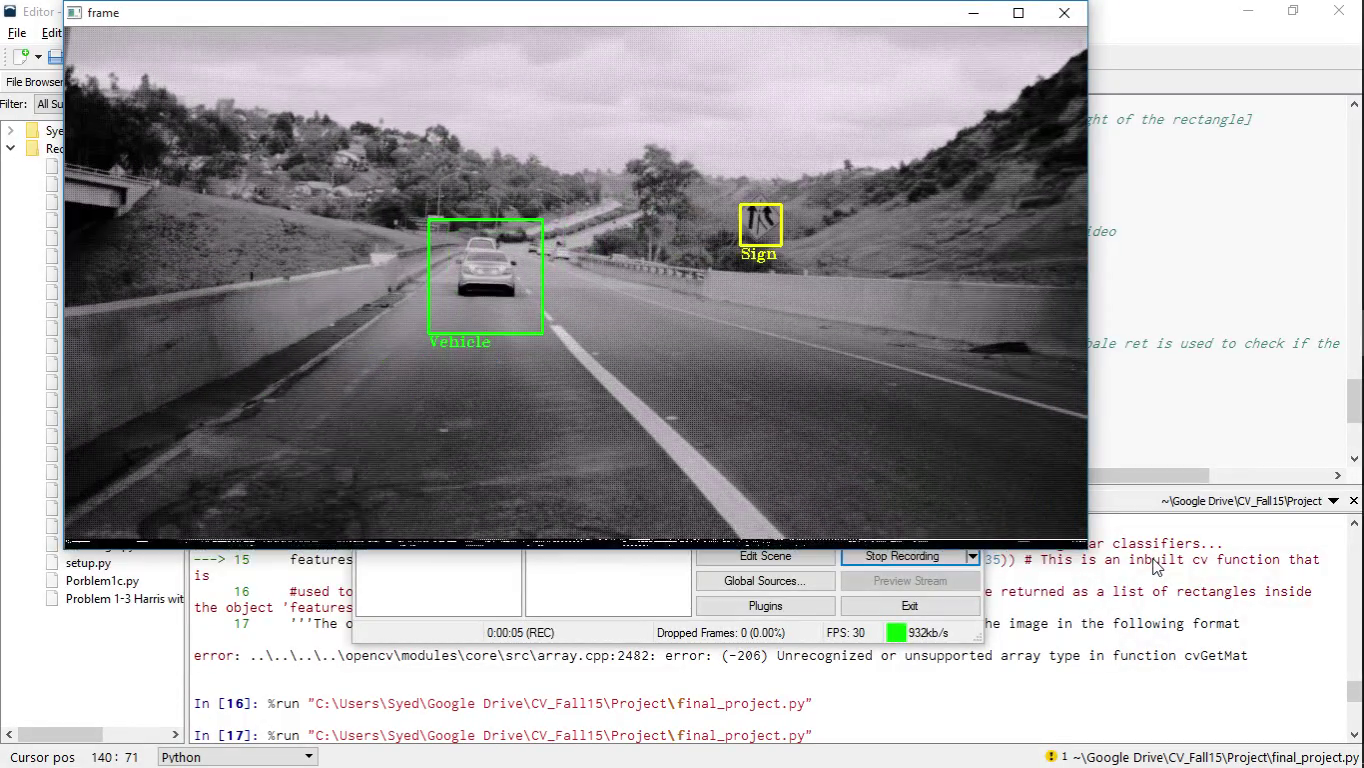 Editor -
frame
File Edit
File Browser
Filter: All Su
Sye
Rec
ght of the rectangle]
ideo
bale ret is used to check if the
Sign
Vehicle
~\Google Drive\CV_Fall15\Project
ar classifiers...
setup.py
Porblem1c.py
Problem 1-3 Harris wit
Edit Scene
Stop Recording
Global Sources...
Preview Stream
Plugins
Exit
0:00:05 (REC)
Dropped Frames: 0 (0.00%)
FPS: 30
932kb/s
---> 15 features
35)) # This is an inbuilt cv function that
is
16 #used to
e returned as a list of rectangles inside
the object 'features
17 '''The o
the image in the following format
error: ..\..\..\..\opencv\modules\core\src\array.cpp:2482: error: (-206) Unrecognized or unsupported array type in function cvGetMat
In [16]: %run "C:\Users\Syed\Google Drive\CV_Fall15\Project\final_project.py"
In [17]: %run "C:\Users\Syed\Google Drive\CV_Fall15\Project\final_project.py"
Cursor pos 140: 71 Python
1 ~\Google Drive\CV_Fall15\Project\final_project.py